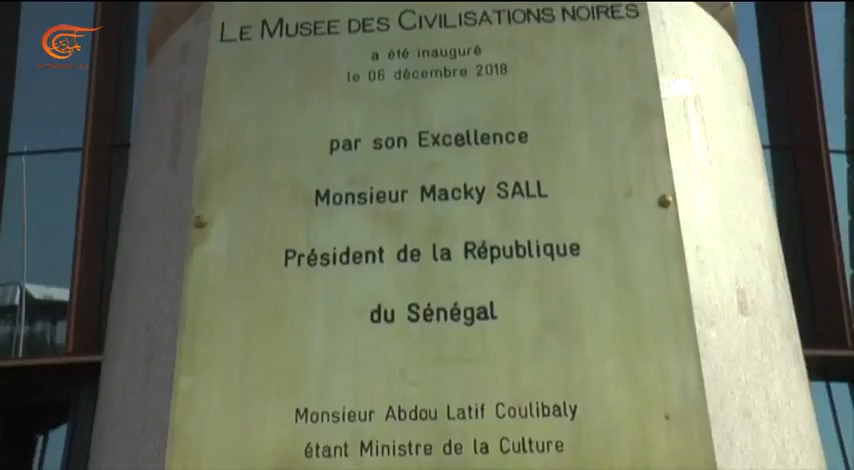 LE MUSEE DES CIVILISATIONS NOIRES
a été inauguré
le 06 décembre 2018
par son Excellence
Monsieur Macky SALL
Président de la République
du Sénégal
Monsieur Abdou Latif Coulibaly
étant Ministre de la Culture